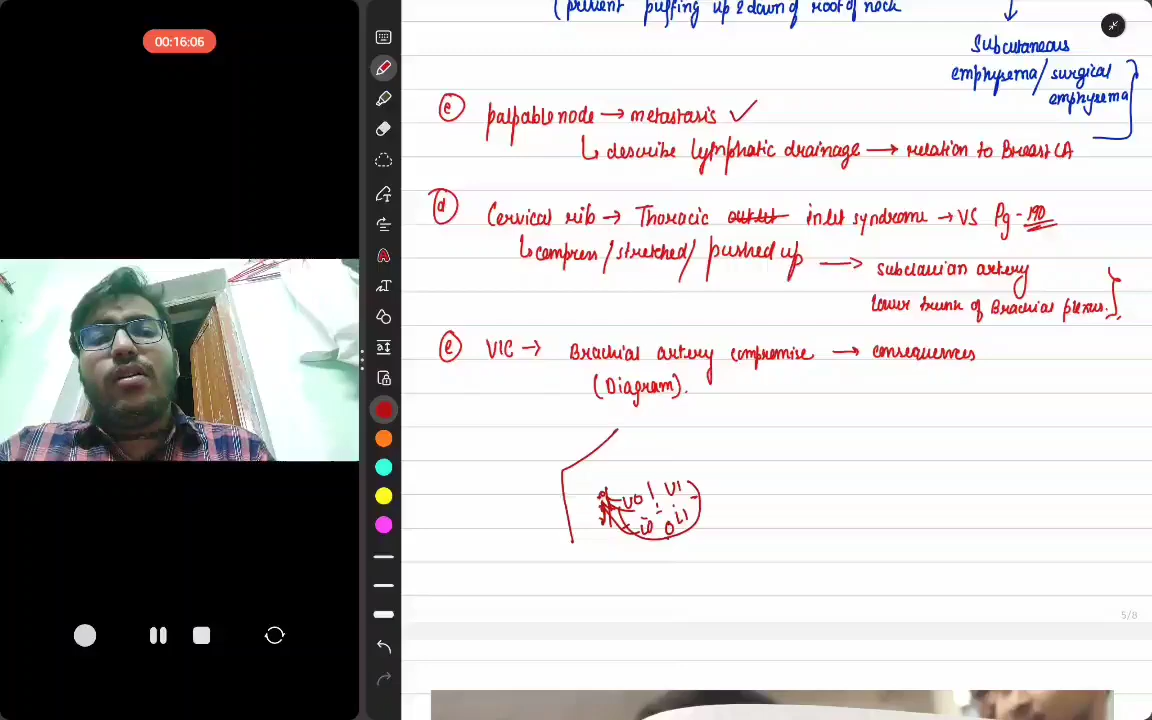 00:16:06
(prevent puffing up & down of root of neck
↓
Subcutaneous
emphysema/surgical
emphysema
c palpable node → metastasis ✓
↳ describe lymphatic drainage → relation to Breast CA
d Cervical rib → Thoracic outlet inlet syndrome → VS Pg - 190
↳ compress/stretched/pushed up → subclavian artery
lower trunk of Brachial plexus.
e VIC → Brachial artery compromise → consequences
(Diagram).
5/8